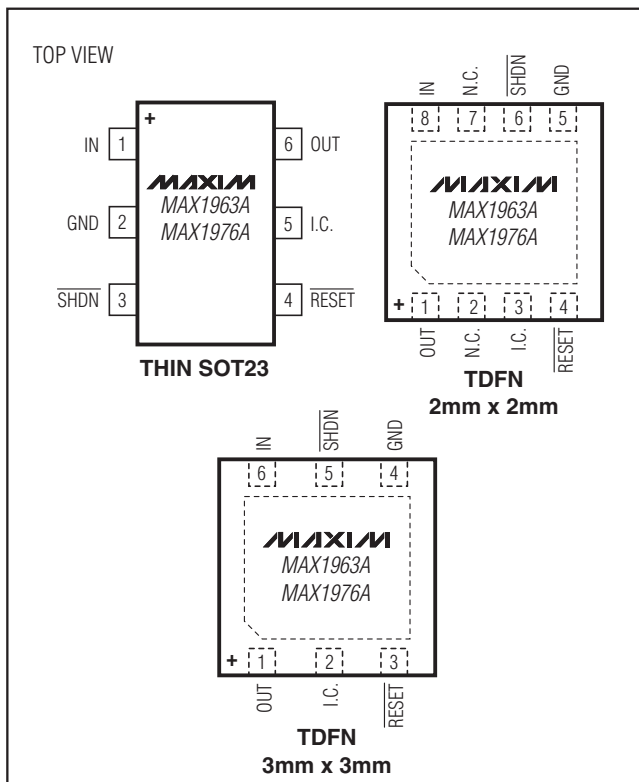 TOP VIEW
+
IN 1
6 OUT
GND 2
5 I.C.
SHDN 3
4 RESET
MAXIM
MAX1963A
MAX1976A
THIN SOT23
IN N.C. SHDN GND
8 7 6 5
MAXIM
MAX1963A
MAX1976A
+ 1 2 3 4
OUT N.C. I.C. RESET
TDFN
2mm x 2mm
IN SHDN GND
6 5 4
MAXIM
MAX1963A
MAX1976A
+ 1 2 3
OUT I.C. RESET
TDFN
3mm x 3mm